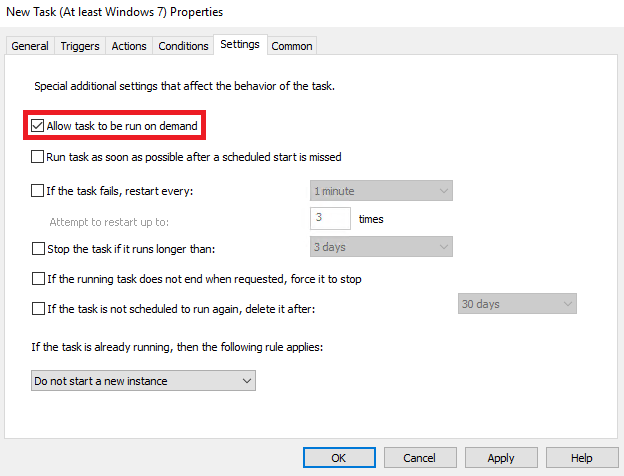 New Task (At least Windows 7) Properties
General Triggers Actions Conditions Settings Common
Special additional settings that affect the behavior of the task.
Allow task to be run on demand
Run task as soon as possible after a scheduled start is missed
If the task fails, restart every: 1 minute
Attempt to restart up to: 3 times
Stop the task if it runs longer than: 3 days
If the running task does not end when requested, force it to stop
If the task is not scheduled to run again, delete it after: 30 days
If the task is already running, then the following rule applies:
Do not start a new instance
OK Cancel Apply Help